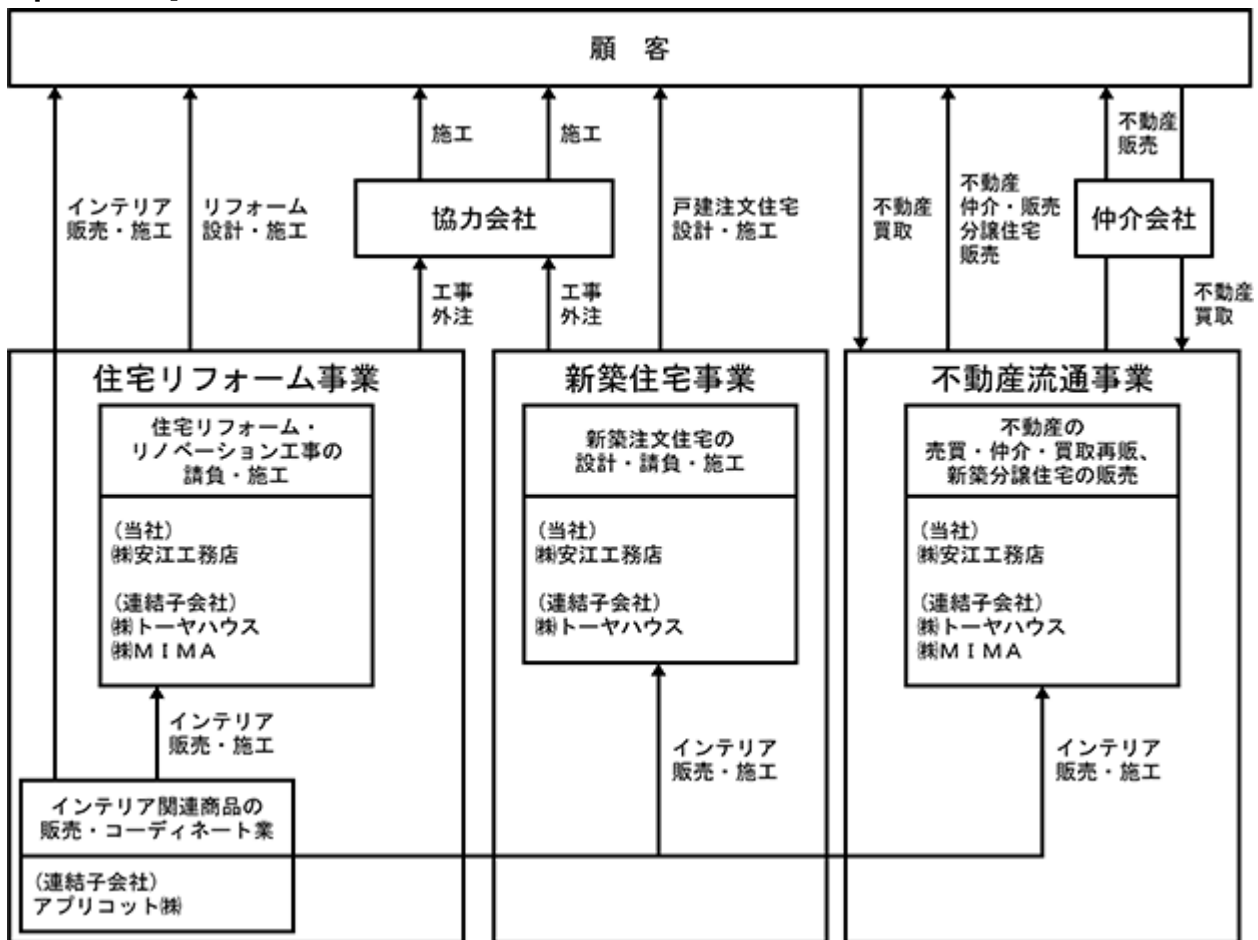 顧 客
施工
施工
不動産
販売
インテリア
販売・施工
リフォーム
設計・施工
協力会社
戸建注文住宅
設計・施工
不動産
買取
不動産
仲介・販売
分譲住宅
販売
仲介会社
工事
外注
工事
外注
不動産
買取
住宅リフォーム事業
住宅リフォーム・
リノベーション工事の
請負・施工
(当社)
㈱安江工務店
(連結子会社)
㈱トーヤハウス
㈱ＭＩＭＡ
インテリア
販売・施工
インテリア関連商品の
販売・コーディネート業
(連結子会社)
アプリコット㈱
新築住宅事業
新築注文住宅の
設計・請負・施工
(当社)
㈱安江工務店
(連結子会社)
㈱トーヤハウス
インテリア
販売・施工
不動産流通事業
不動産の
売買・仲介・買取再販、
新築分譲住宅の販売
(当社)
㈱安江工務店
(連結子会社)
㈱トーヤハウス
㈱ＭＩＭＡ
インテリア
販売・施工